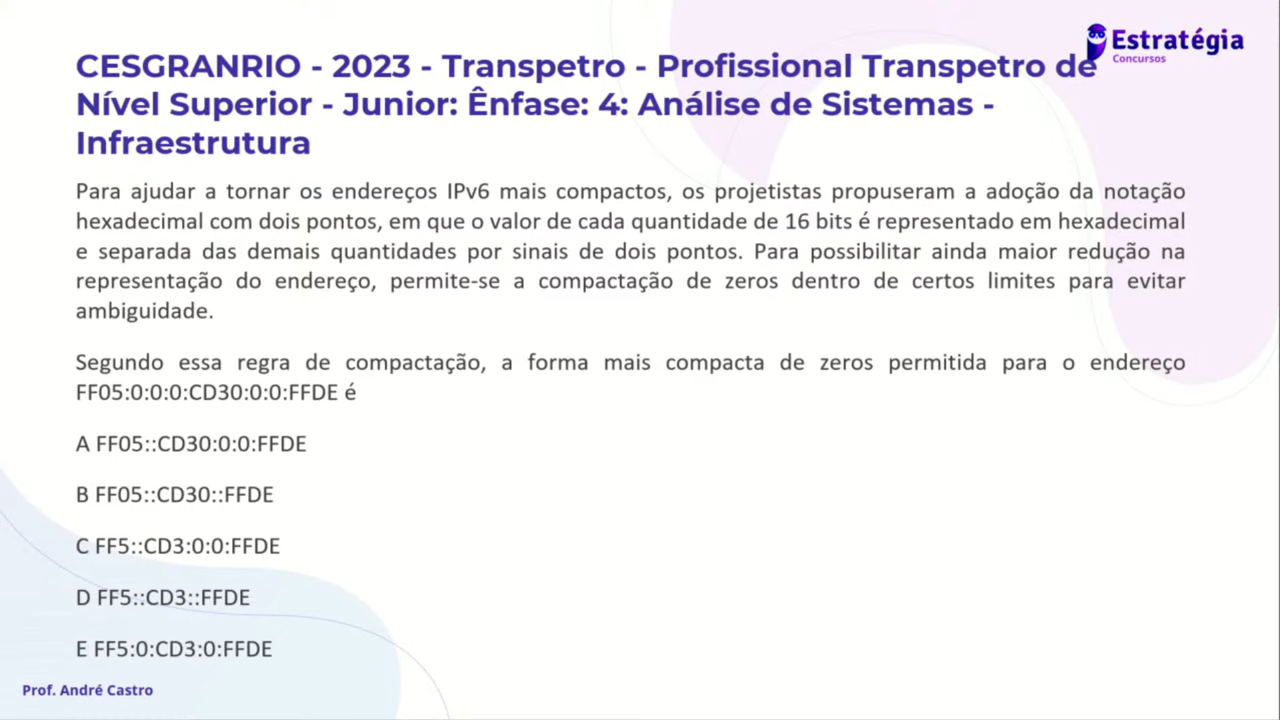 Estratégia
Concursos
CESGRANRIO - 2023 - Transpetro - Profissional Transpetro de
Nível Superior - Junior: Ênfase: 4: Análise de Sistemas -
Infraestrutura
Para ajudar a tornar os endereços IPv6 mais compactos, os projetistas propuseram a adoção da notação
hexadecimal com dois pontos, em que o valor de cada quantidade de 16 bits é representado em hexadecimal
e separada das demais quantidades por sinais de dois pontos. Para possibilitar ainda maior redução na
representação do endereço, permite-se a compactação de zeros dentro de certos limites para evitar
ambiguidade.
Segundo essa regra de compactação, a forma mais compacta de zeros permitida para o endereço
FF05:0:0:0:CD30:0:0:FFDE é
A FF05::CD30:0:0:FFDE
B FF05::CD30::FFDE
C FF5::CD3:0:0:FFDE
D FF5::CD3::FFDE
E FF5:0:CD3:0:FFDE
Prof. André Castro